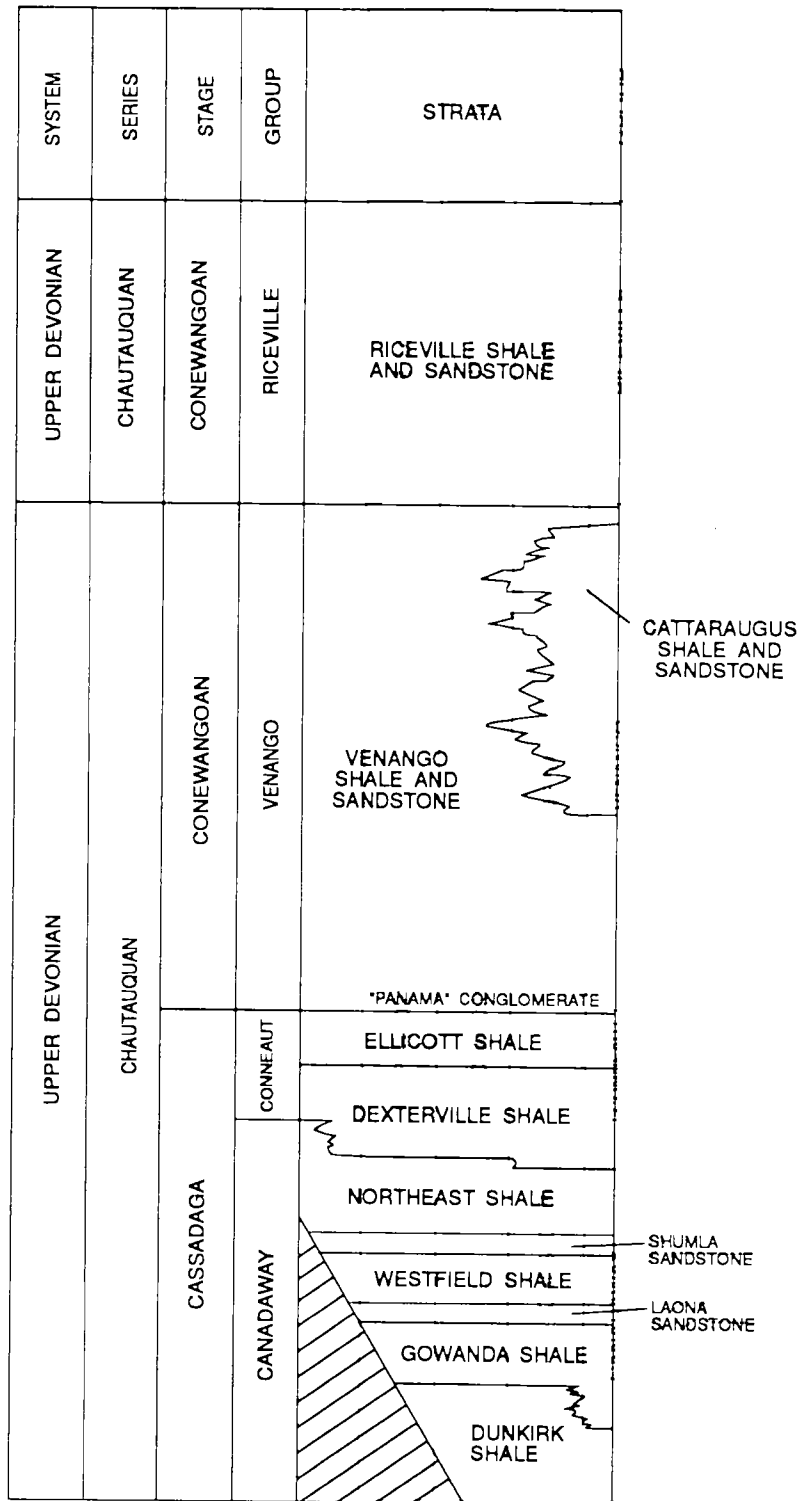 SYSTEM
SERIES
STAGE
GROUP
STRATA
UPPER DEVONIAN
CHAUTAUQUAN
CONEWANGOAN
RICEVILLE
RICEVILLE SHALE
AND SANDSTONE
UPPER DEVONIAN
CHAUTAUQUAN
CONEWANGOAN
VENANGO
VENANGO
SHALE AND
SANDSTONE
CATTARAUGUS
SHALE AND
SANDSTONE
"PANAMA" CONGLOMERATE
CASSADAGA
CONNEAUT
ELLICOTT SHALE
DEXTERVILLE SHALE
CANADAWAY
NORTHEAST SHALE
SHUMLA
SANDSTONE
WESTFIELD SHALE
LAONA
SANDSTONE
GOWANDA SHALE
DUNKIRK
SHALE